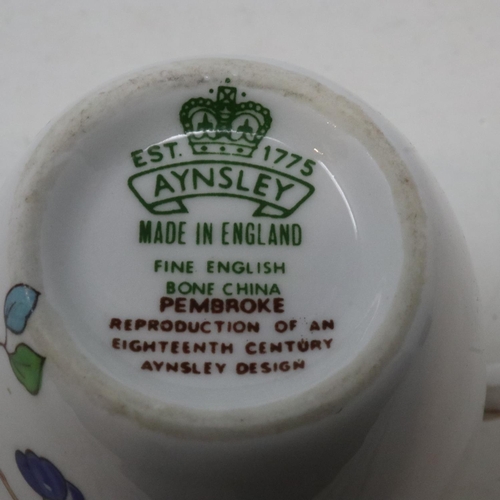 EST. 1775
AYNSLEY
MADE IN ENGLAND
FINE ENGLISH
BONE CHINA
PEMBROKE
REPRODUCTION OF AN
EIGHTEENTH CENTURY
AYNSLEY DESIGN